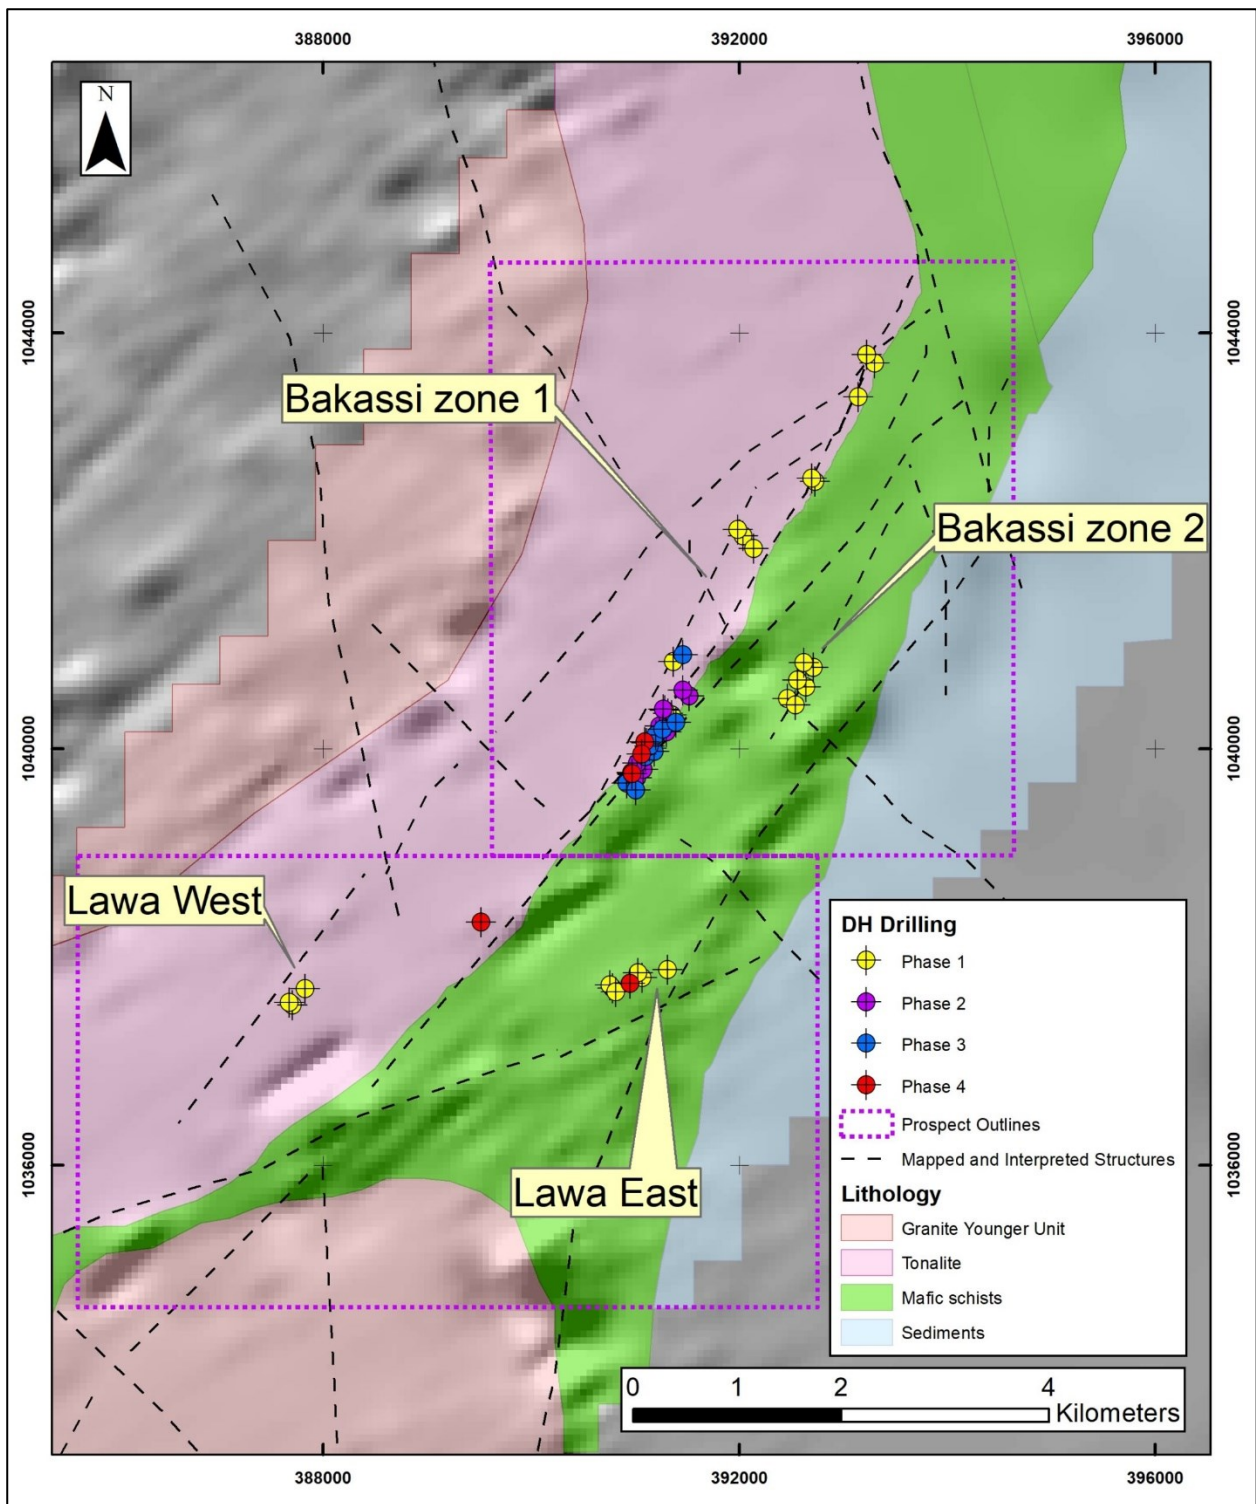 388000
392000
396000
N
1044000
1044000
Bakassi zone 1
Bakassi zone 2
1040000
1040000
Lawa West
DH Drilling
Phase 1
Phase 2
Phase 3
Phase 4
Prospect Outlines
Mapped and Interpreted Structures
Lithology
Granite Younger Unit
Tonalite
Mafic schists
Sediments
1036000
1036000
Lawa East
0 1 2 4
Kilometers
388000
392000
396000